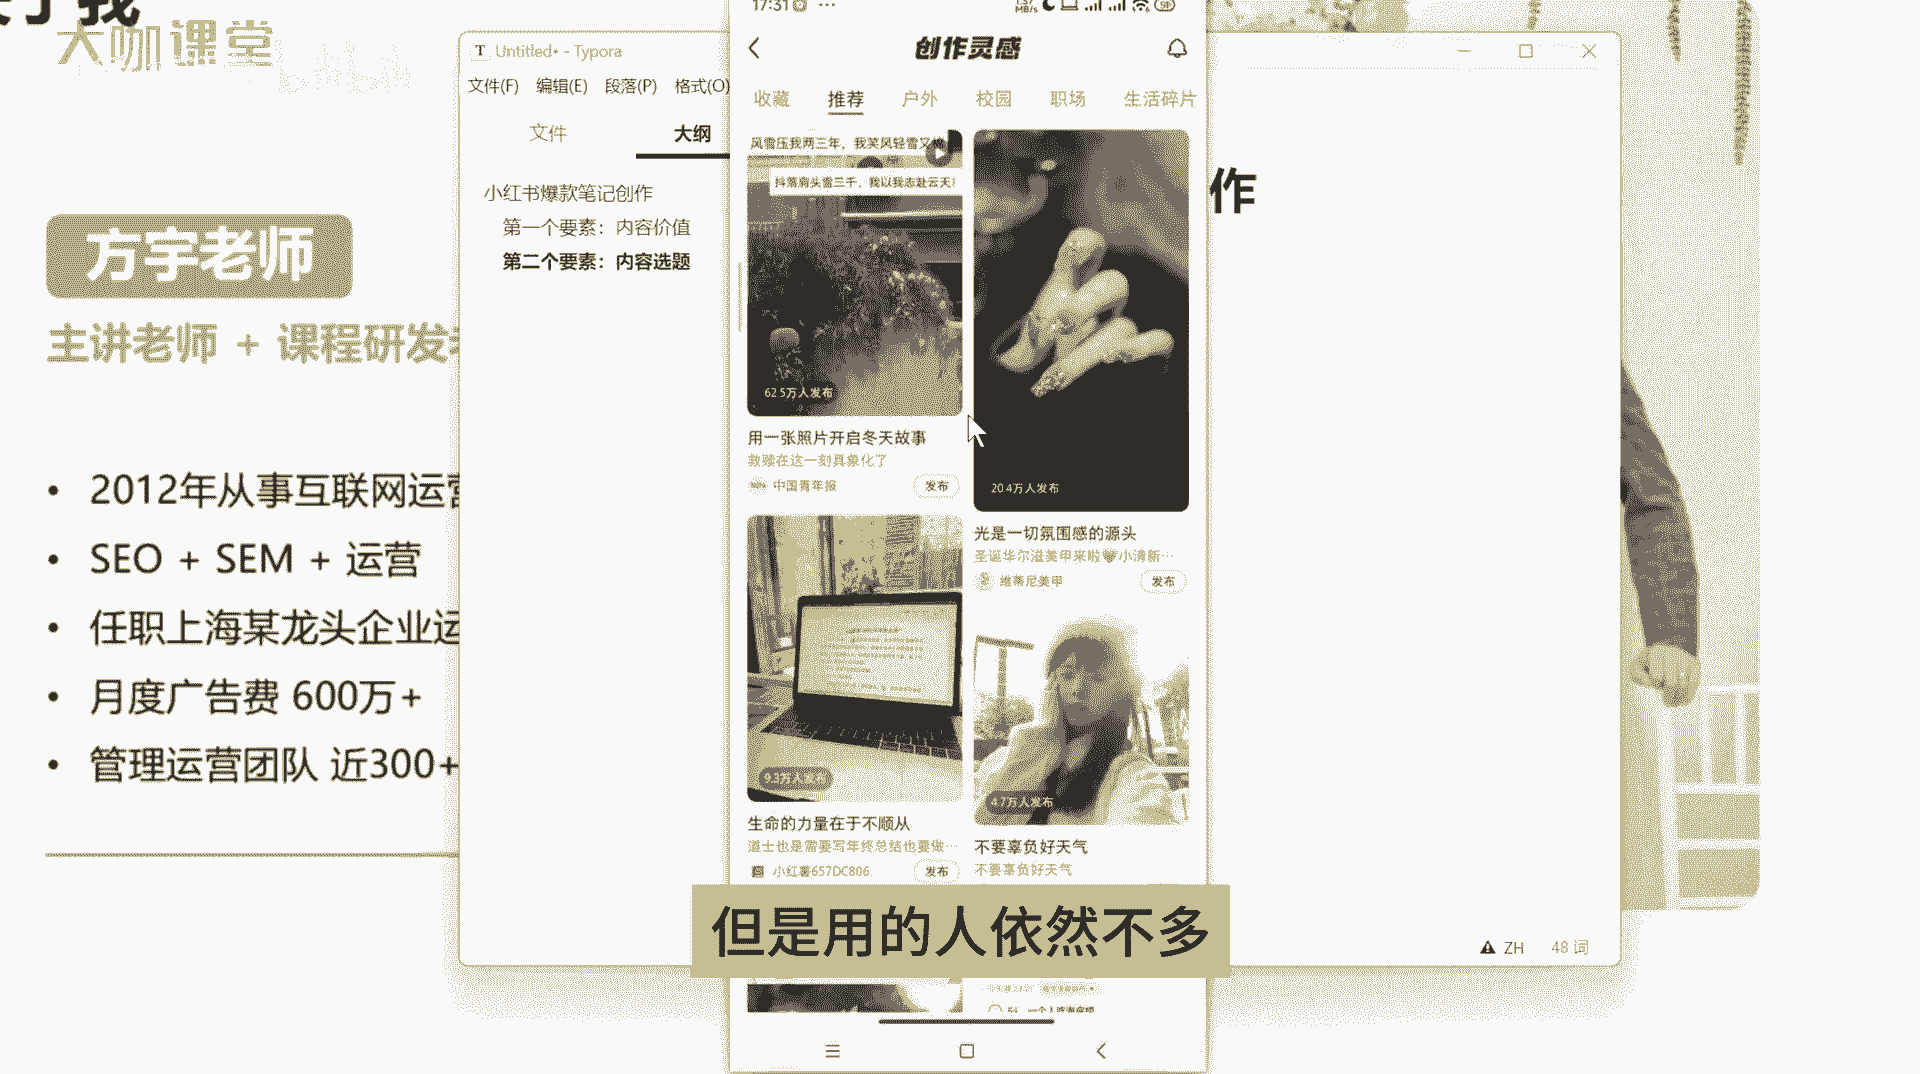 大咖课堂
bilibili
方宇老师
主讲老师 + 课程研发
2012年从事互联网运营
SEO + SEM + 运营
任职上海某龙头企业运
月度广告费 600万+
管理运营团队 近300+
Untitled• - Typora
文件(F) 编辑(E) 段落(P) 格式(O)
文件 大纲
小红书爆款笔记创作
第一个要素：内容价值
第二个要素：内容选题
作
ZH 48 词
17:31
MB/s
创作灵感
收藏 推荐 户外 校园 职场 生活碎片
风雪压我两三年，我笑风轻雪又
抖落肩头雪三千，我以我志赴云天
62.5万人发布
用一张照片开启冬天故事
救赎在这一刻具象化了
中国青年报 发布
20.4万人发布
光是一切氛围感的源头
圣诞华尔滋美甲来啦 小清新…
维蒂尼美甲 发布
9.3万人发布
生命的力量在于不顺从
道士也是需要写年终总结也要做…
小红薯657DC806. 发布
4.7万人发布
不要辜负好天气
不要辜负好天气
但是用的人依然不多